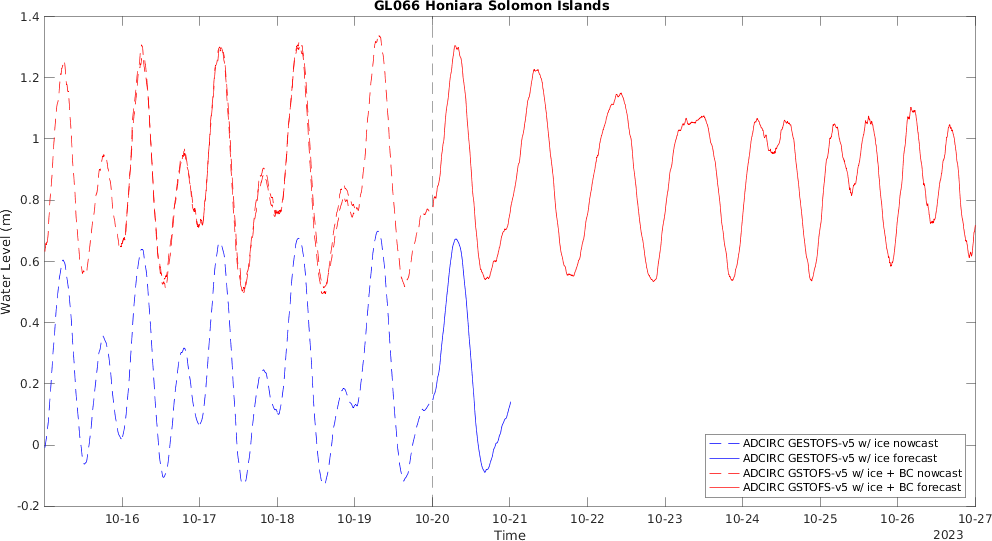 GL066 Honiara Solomon Islands
Water Level (m)
1.4
1.2
1
0.8
0.6
0.4
0.2
0
-0.2
10-16 10-17 10-18 10-19 10-20 10-21 10-22 10-23 10-24 10-25 10-26 10-27
Time
2023
ADCIRC GESTOFS-v5 w/ ice nowcast
ADCIRC GESTOFS-v5 w/ ice forecast
ADCIRC GSTOFS-v5 w/ ice + BC nowcast
ADCIRC GSTOFS-v5 w/ ice + BC forecast